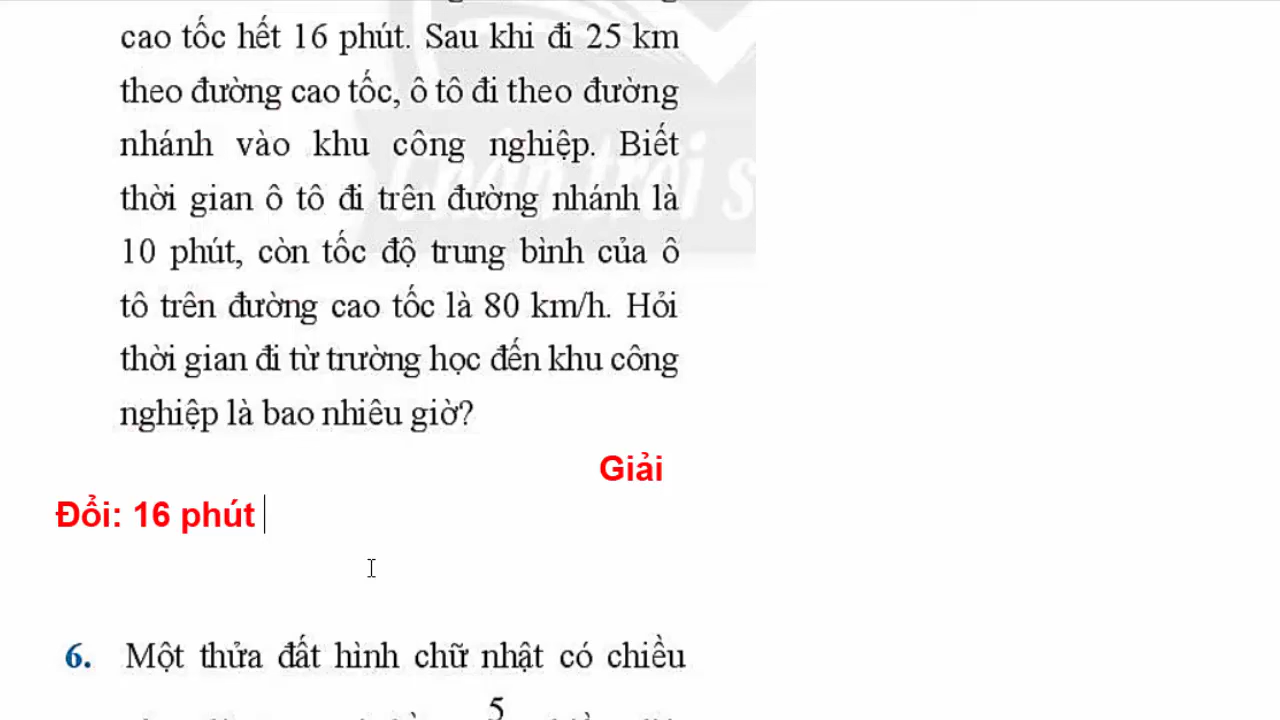 cao tốc hết 16 phút. Sau khi đi 25 km
theo đường cao tốc, ô tô đi theo đường
nhánh vào khu công nghiệp. Biết
thời gian ô tô đi trên đường nhánh là
10 phút, còn tốc độ trung bình của ô
tô trên đường cao tốc là 80 km/h. Hỏi
thời gian đi từ trường học đến khu công
nghiệp là bao nhiêu giờ?
Giải
Đổi: 16 phút
6. Một thửa đất hình chữ nhật có chiều
5